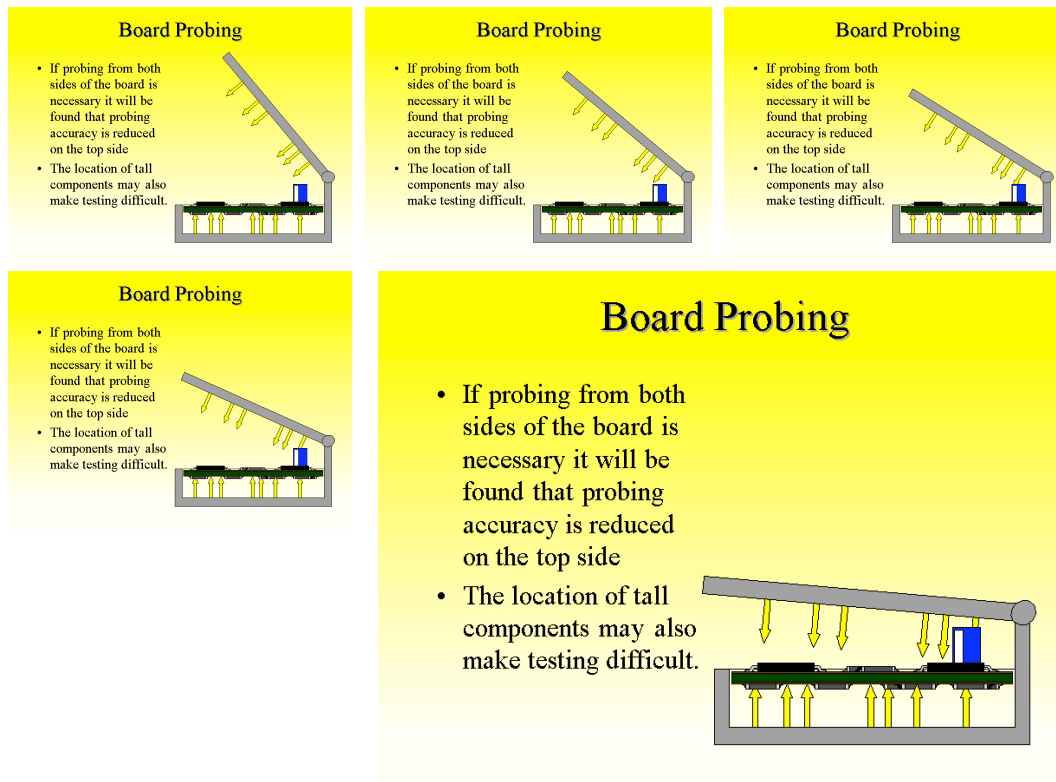 Board Probing
• If probing from both
sides of the board is
necessary it will be
found that probing
accuracy is reduced
on the top side
• The location of tall
components may also
make testing difficult.
Board Probing
• If probing from both
sides of the board is
necessary it will be
found that probing
accuracy is reduced
on the top side
• The location of tall
components may also
make testing difficult.
Board Probing
• If probing from both
sides of the board is
necessary it will be
found that probing
accuracy is reduced
on the top side
• The location of tall
components may also
make testing difficult.
Board Probing
• If probing from both
sides of the board is
necessary it will be
found that probing
accuracy is reduced
on the top side
• The location of tall
components may also
make testing difficult.
Board Probing
• If probing from both
sides of the board is
necessary it will be
found that probing
accuracy is reduced
on the top side
• The location of tall
components may also
make testing difficult.